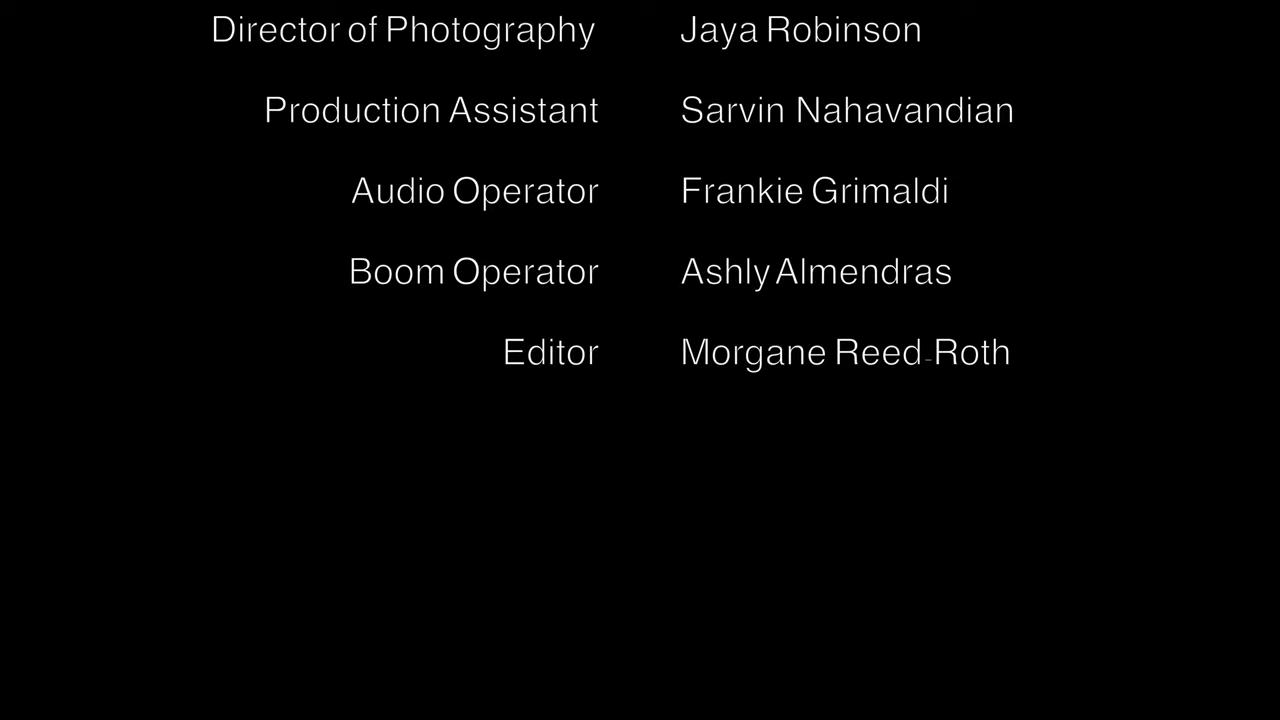 Director of Photography Jaya Robinson
Production Assistant Sarvin Nahavandian
Audio Operator Frankie Grimaldi
Boom Operator Ashly Almendras
Editor Morgane Reed-Roth